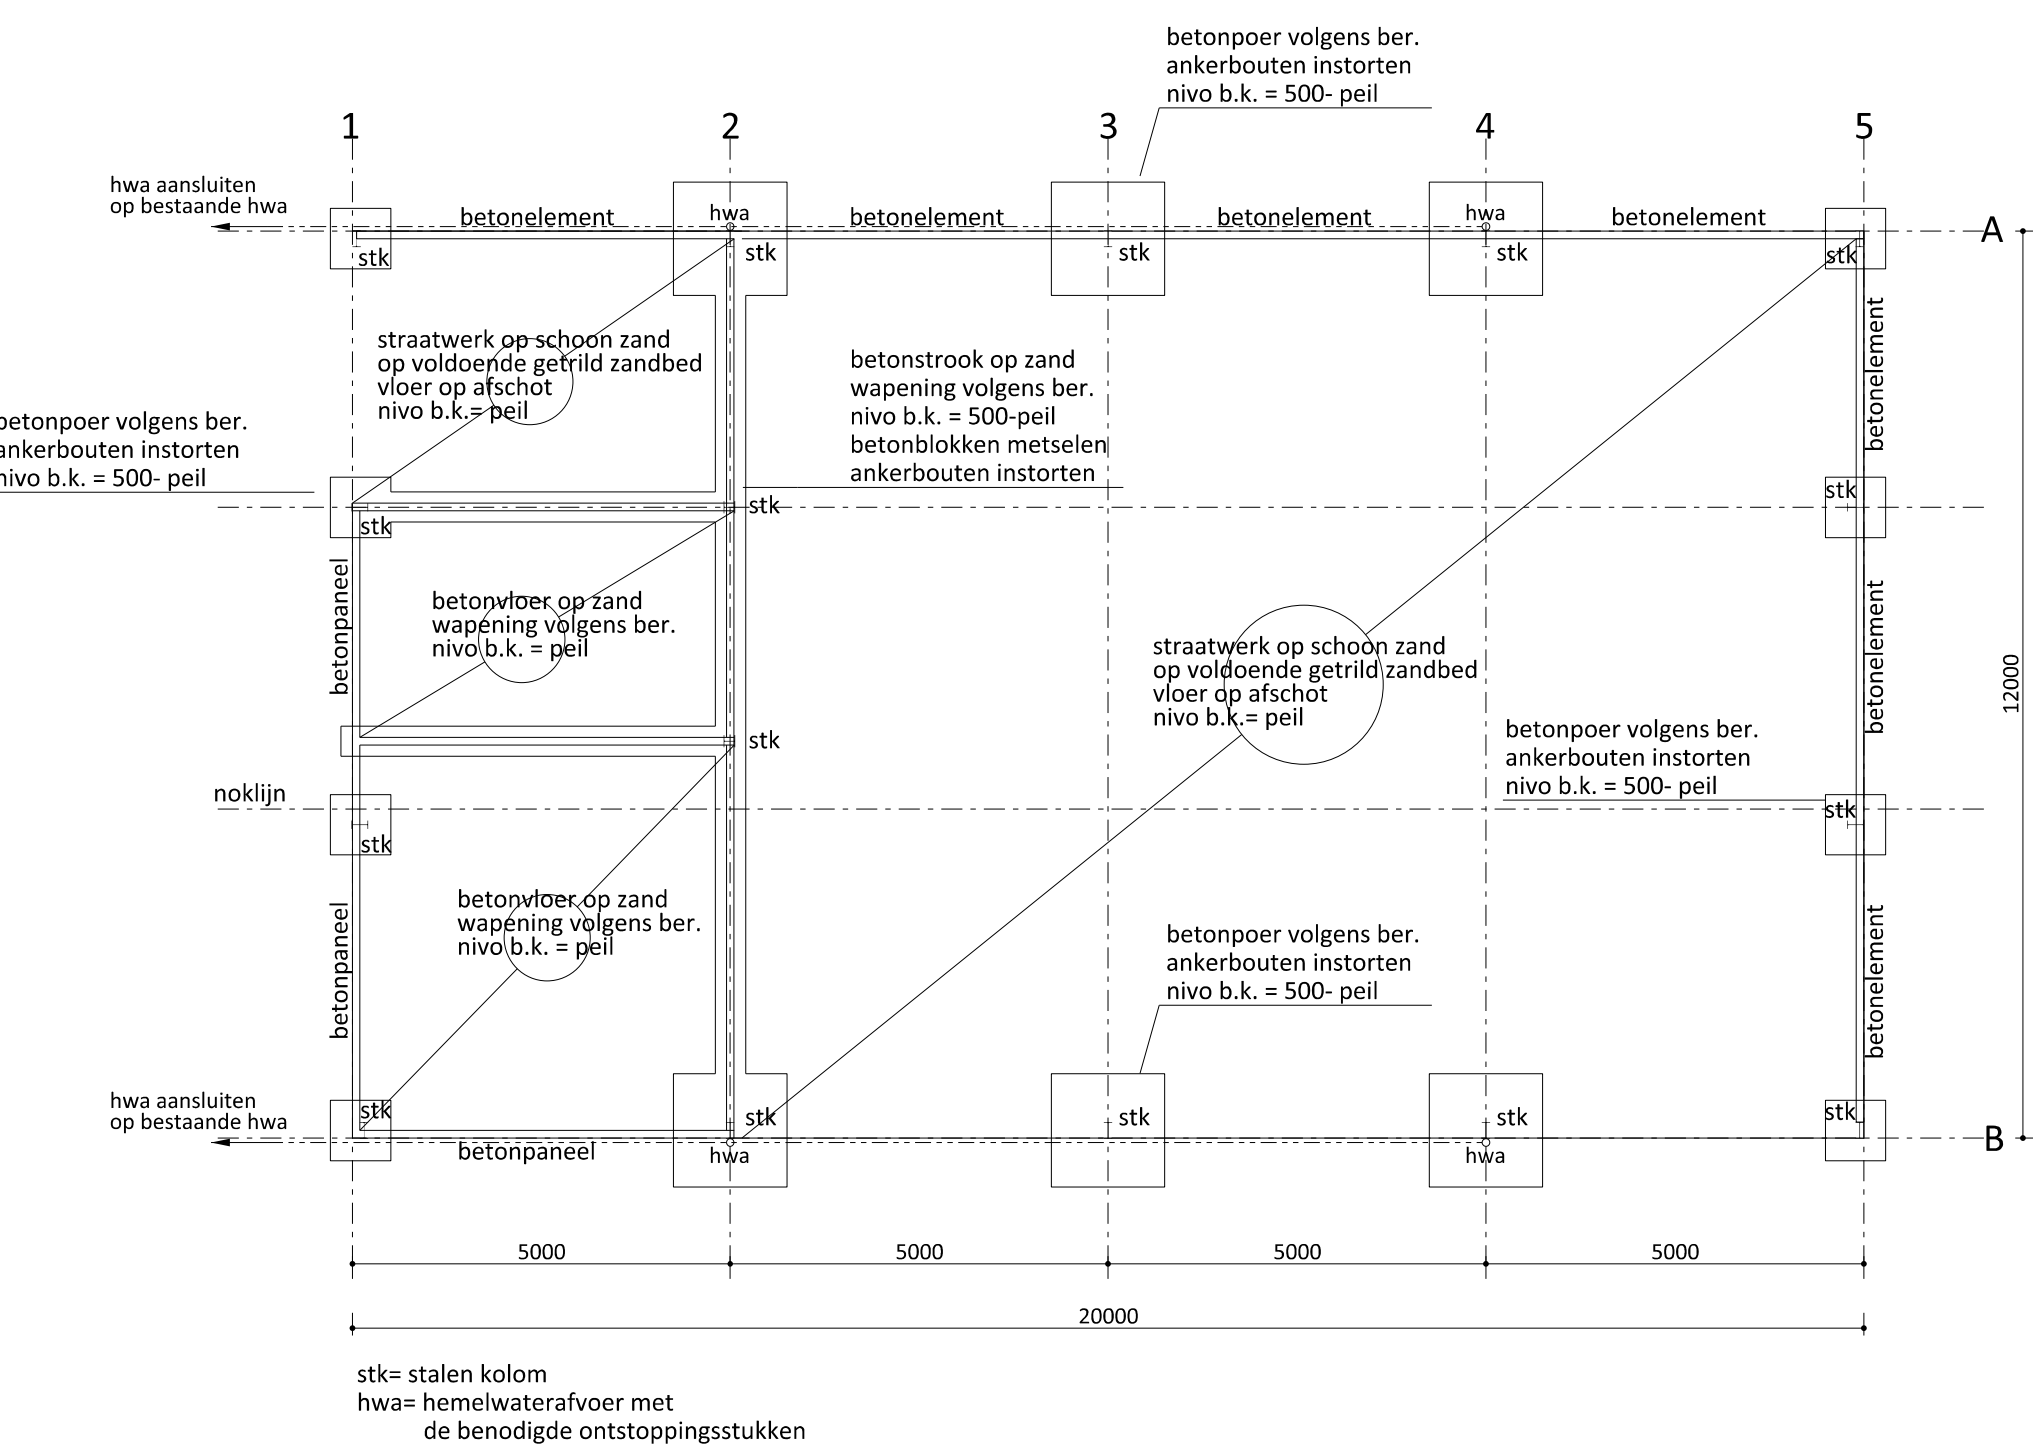 betonpoer volgens ber.
ankerbouten instorten
nivo b.k. = 500- peil
1
2
3
4
5
hwa aansluiten
op bestaande hwa
betonelement
hwa
betonelement
betonelement
hwa
betonelement
A
stk
stk
stk
stk
stk
straatwerk op schoon zand
op voldoende getrild zandbed
vloer op afschot
nivo b.k.= peil
betonstrook op zand
wapening volgens ber.
nivo b.k. = 500-peil
betonblokken metselen
ankerbouten instorten
betonelement
betonpoer volgens ber.
ankerbouten instorten
nivo b.k. = 500- peil
stk
stk
stk
betonpaneel
betonvloer op zand
wapening volgens ber.
nivo b.k. = peil
straatwerk op schoon zand
op voldoende getrild zandbed
vloer op afschot
nivo b.k.= peil
betonelement
12000
stk
betonpoer volgens ber.
ankerbouten instorten
nivo b.k. = 500- peil
noklijn
stk
stk
betonpaneel
betonvloer op zand
wapening volgens ber.
nivo b.k. = peil
betonpoer volgens ber.
ankerbouten instorten
nivo b.k. = 500- peil
betonelement
hwa aansluiten
op bestaande hwa
stk
stk
stk
stk
stk
B
betonpaneel
hwa
hwa
5000
5000
5000
5000
20000
stk= stalen kolom
hwa= hemelwaterafvoer met
de benodigde ontstoppingsstukken